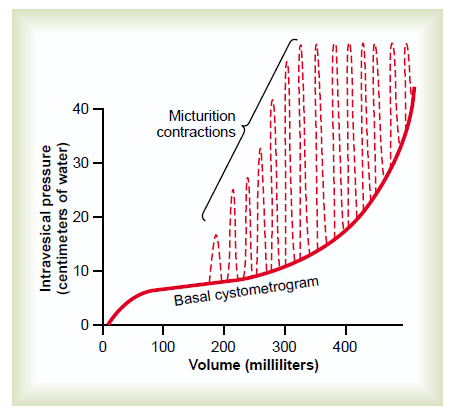 Micturition
contractions
Intravesical pressure
(centimeters of water)
40
30
20
10
0
Basal cystometrogram
0 100 200 300 400
Volume (milliliters)